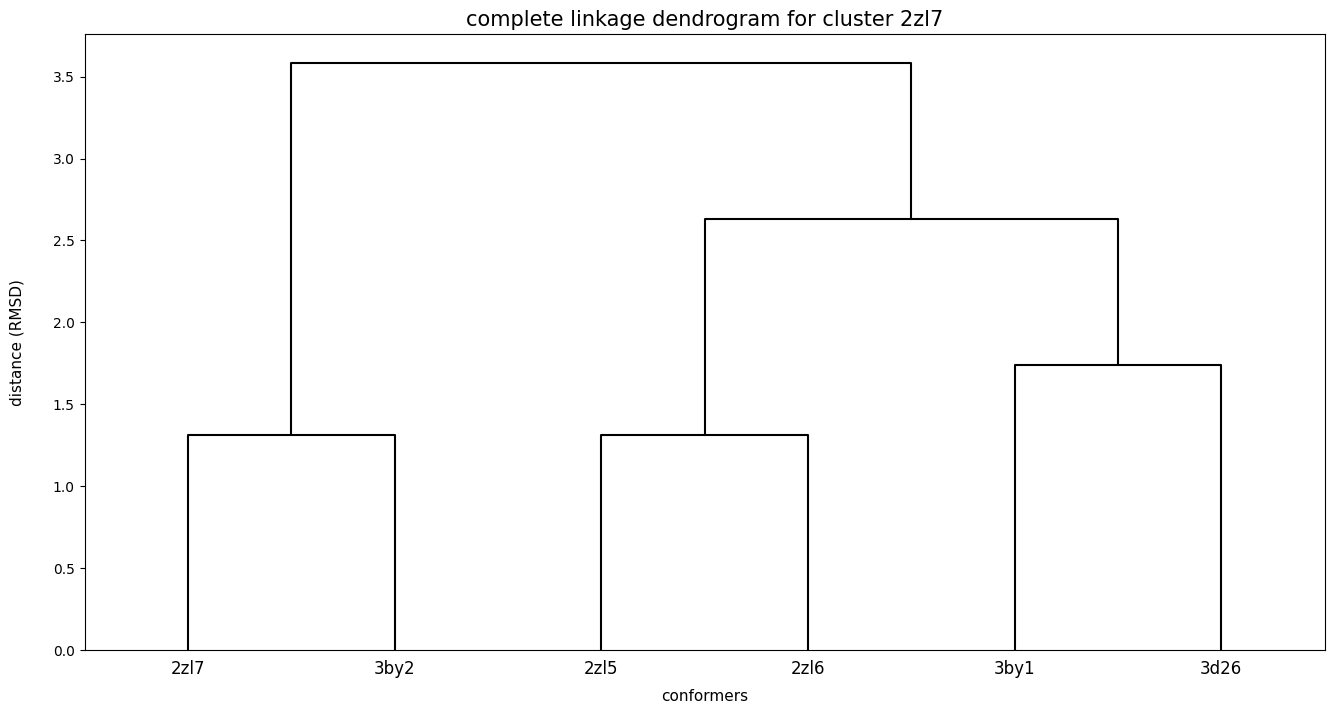 complete linkage dendrogram for cluster 2zl7
3.5
3.0
2.5
2.0
1.5
1.0
0.5
0.0
distance (RMSD)
2zl7 3by2 2zl5 2zl6 3by1 3d26
conformers